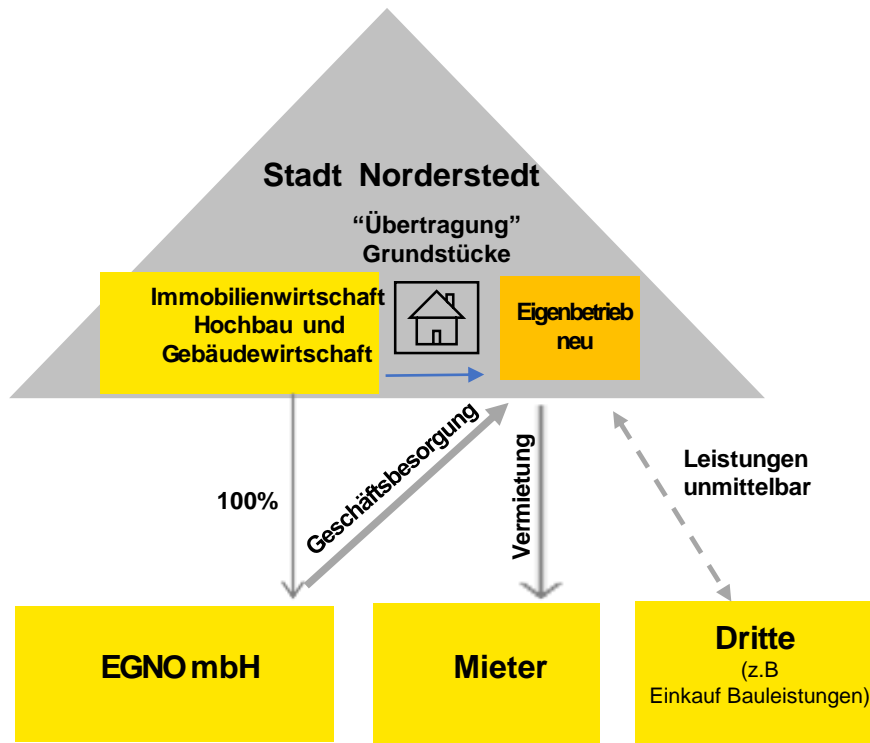 Stadt Norderstedt
“Übertragung”
Grundstücke
Immobilienwirtschaft
Hochbau und
Gebäudewirtschaft
Eigenbetrieb
neu
100%
Geschäftsbesorgung
Vermietung
Leistungen
unmittelbar
EGNO mbH
Mieter
Dritte
(z.B
Einkauf Bauleistungen)